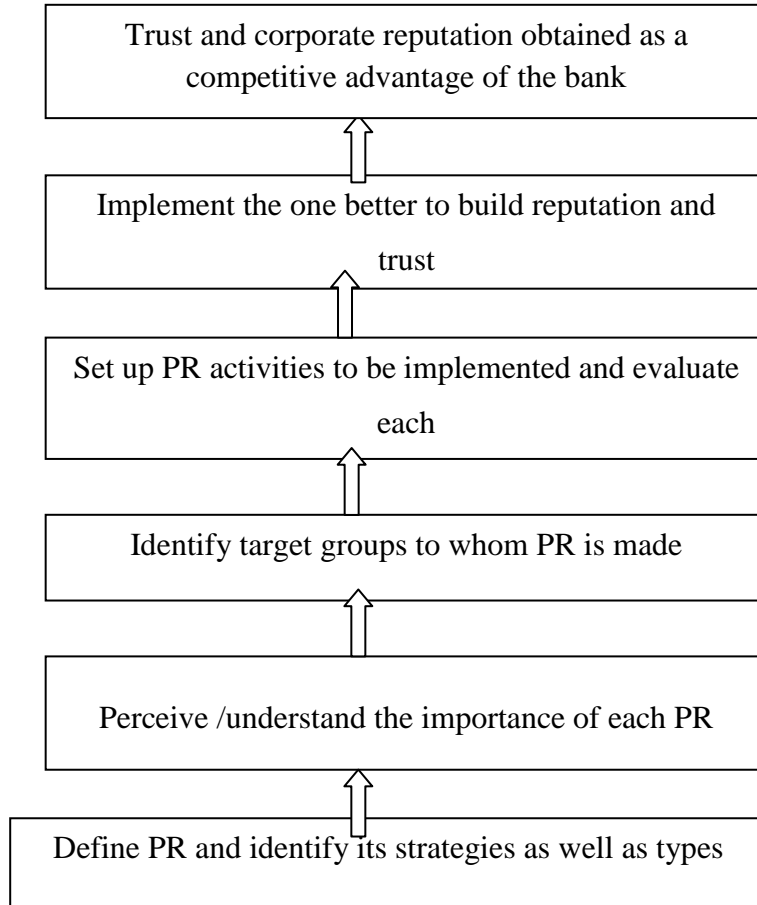 Trust and corporate reputation obtained as a
competitive advantage of the bank
Implement the one better to build reputation and
trust
Set up PR activities to be implemented and evaluate
each
Identify target groups to whom PR is made
Perceive /understand the importance of each PR
Define PR and identify its strategies as well as types